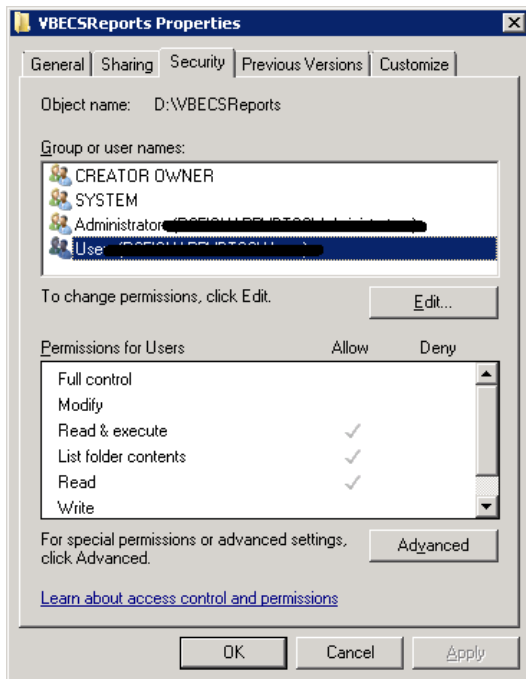 VBECSReports Properties
General Sharing Security Previous Versions Customize
Object name: D:\VBECSReports
Group or user names:
CREATOR OWNER
SYSTEM
Administrator
Use
To change permissions, click Edit.
Edit...
Permissions for Users Allow Deny
Full control
Modify
Read & execute
List folder contents
Read
Write
For special permissions or advanced settings,
click Advanced.
Advanced
Learn about access control and permissions
OK Cancel Apply